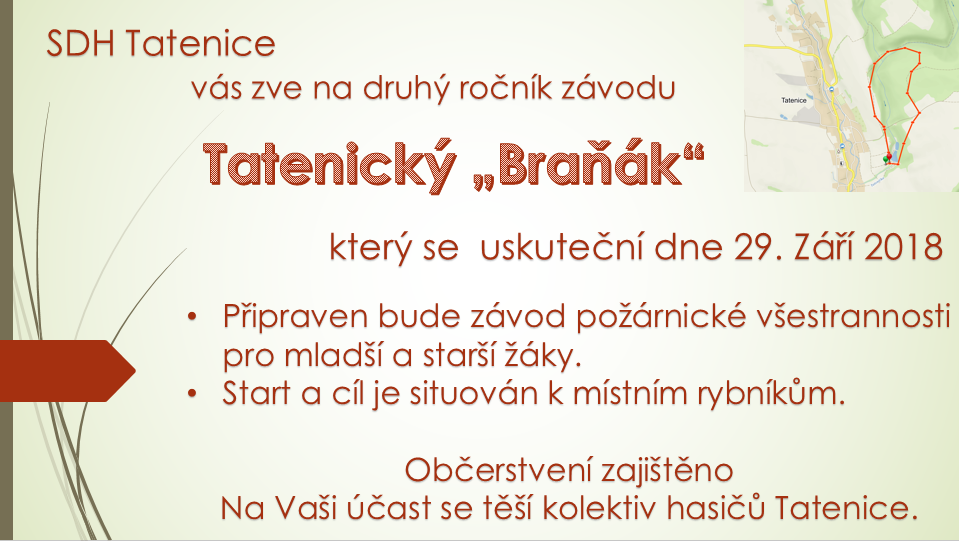 SDH Tatenice
vás zve na druhý ročník závodu
Tatenický „Braňák“
Tatenice
který se  uskuteční dne 29. Září 2018
• Připraven bude závod požárnické všestrannosti
pro mladší a starší žáky.
• Start a cíl je situován k místním rybníkům.
Občerstvení zajištěno
Na Vaši účast se těší kolektiv hasičů Tatenice.